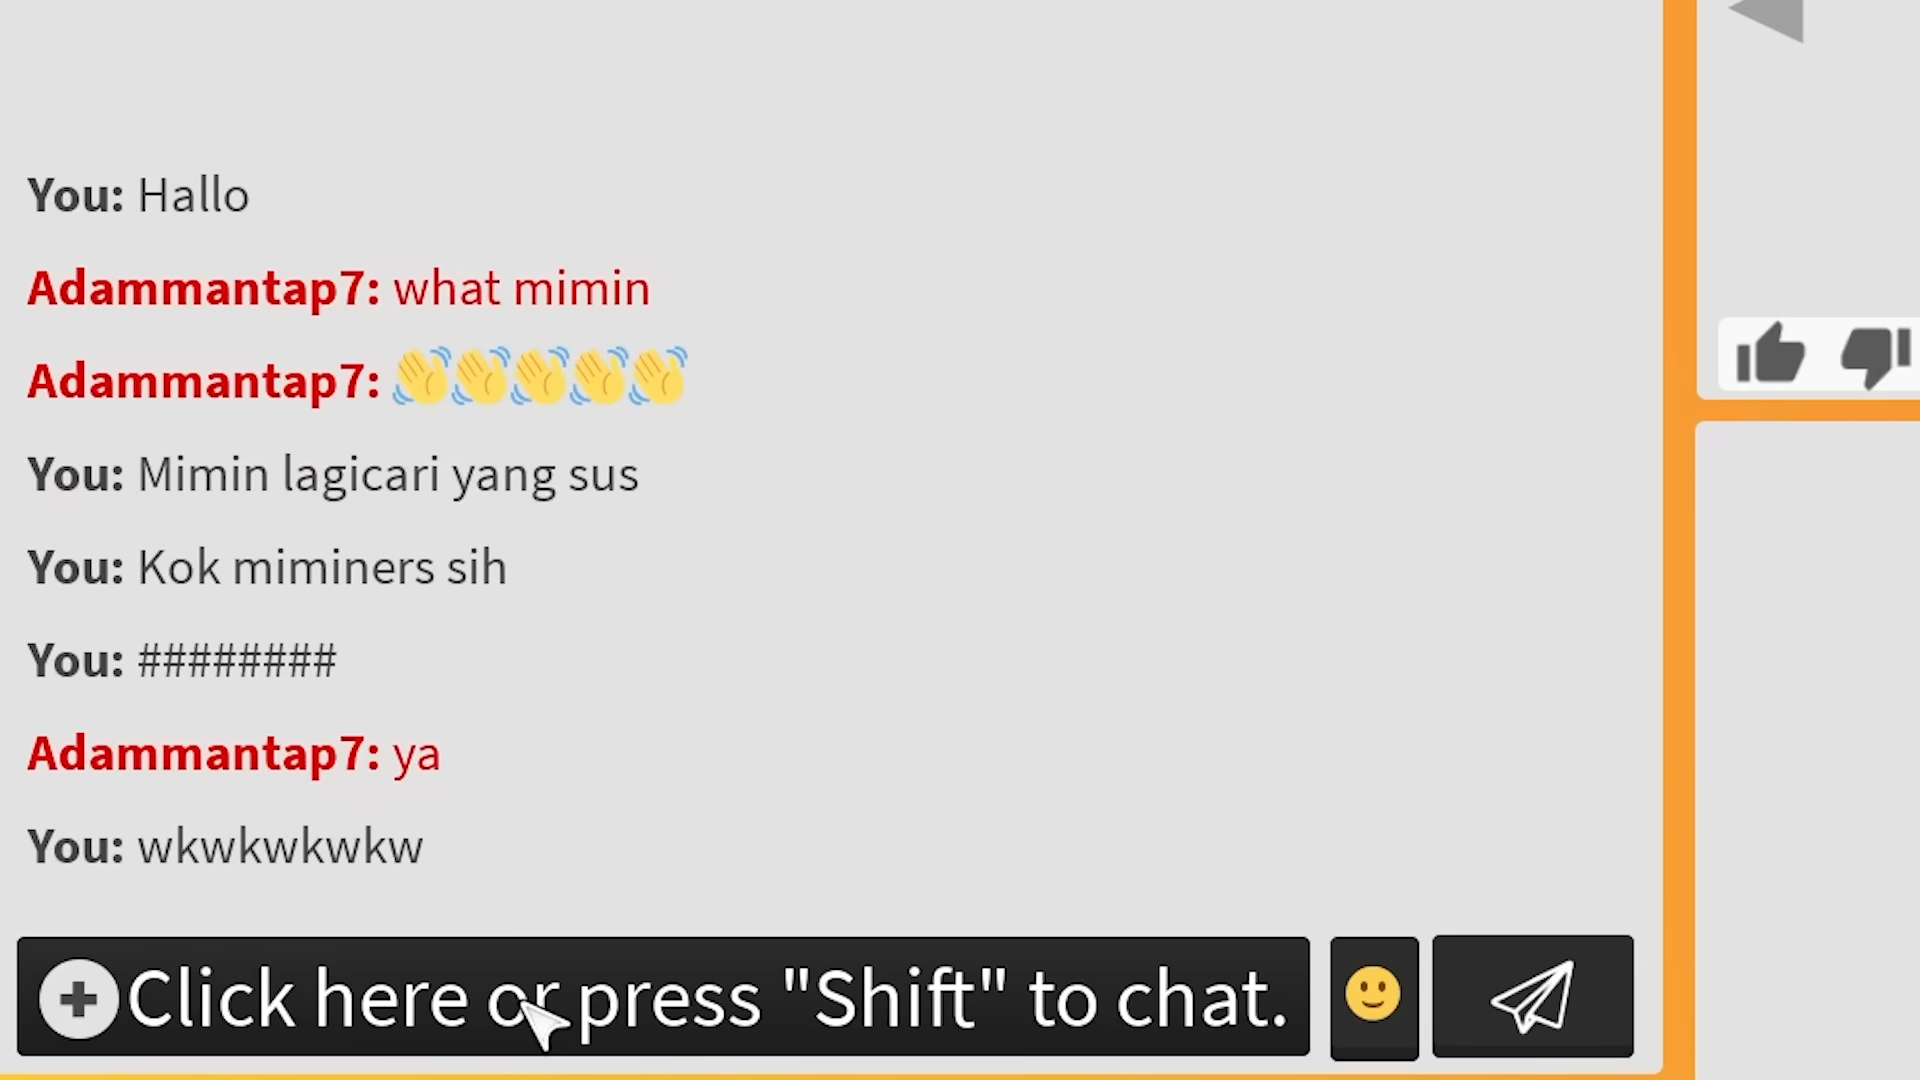 You: Hallo
Adammantap7: what mimin
Adammantap7: 👋👋👋👋👋
You: Mimin lagicari yang sus
You: Kok miminers sih
You: ########
Adammantap7: ya
You: wkwkwkwkw
Click here or press "Shift" to chat.